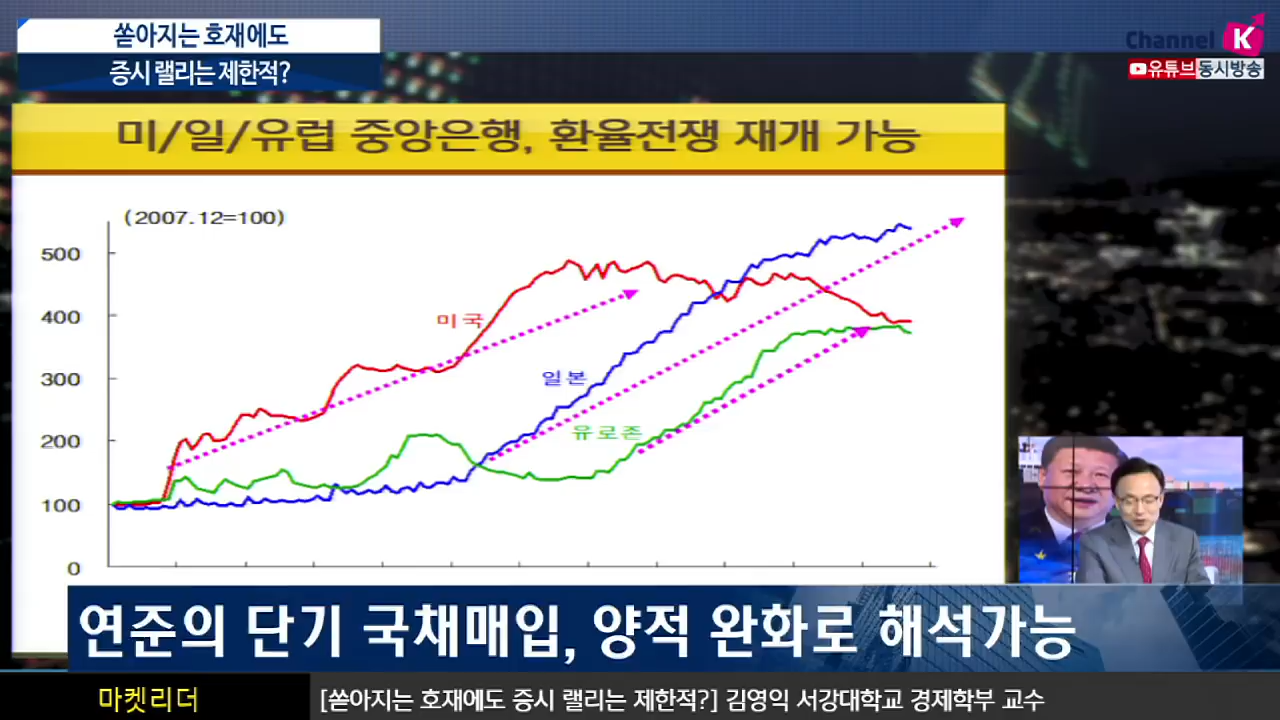 쏟아지는 호재에도
증시 랠리는 제한적?
Channel K
유튜브 동시방송
미/일/유럽 중앙은행, 환율전쟁 재개 가능
(2007.12=100)
500
400
300
200
100
0
미국
일본
유로존
연준의 단기 국채매입, 양적 완화로 해석가능
마켓리더
[쏟아지는 호재에도 증시 랠리는 제한적?] 김영익 서강대학교 경제학부 교수